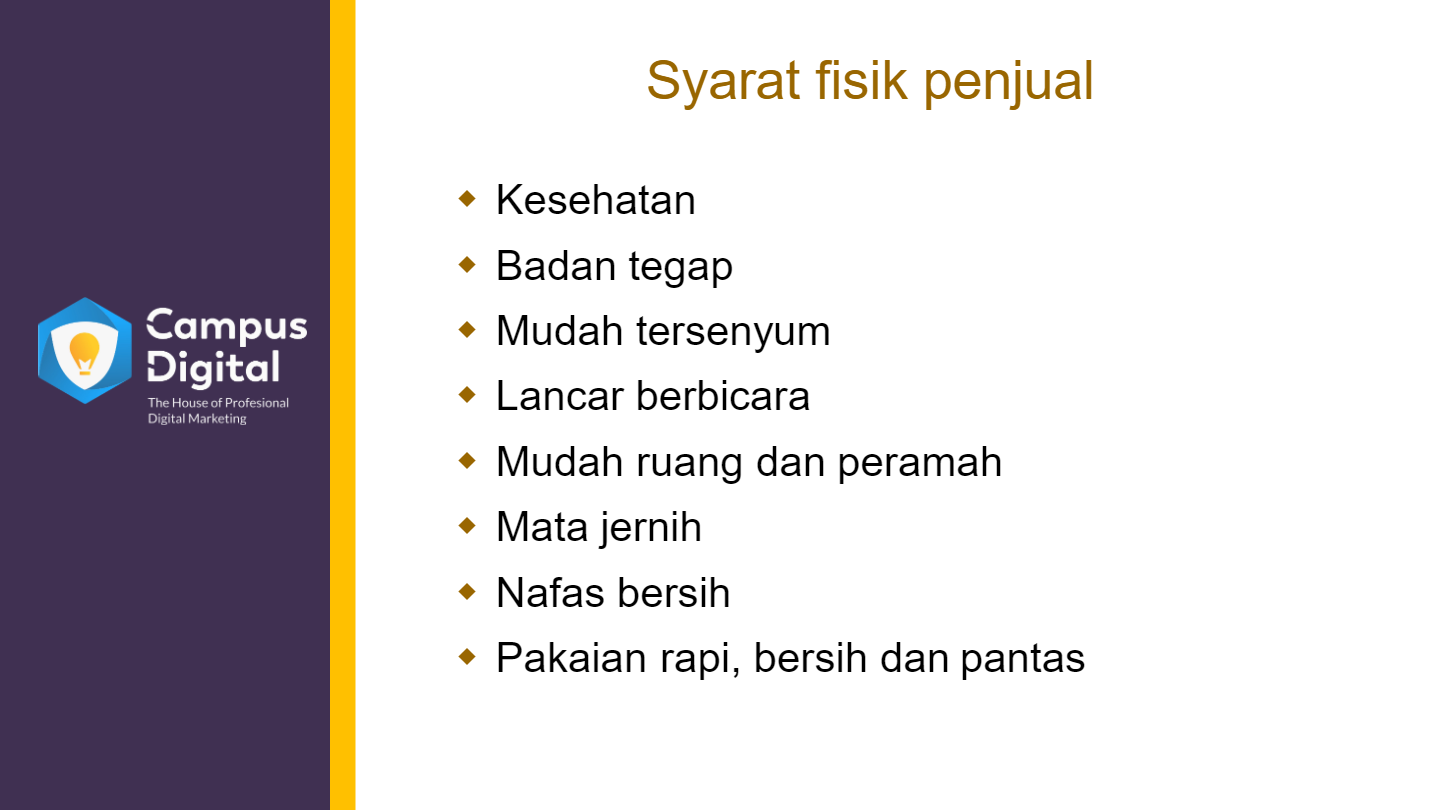 Syarat fisik penjual
Kesehatan
Badan tegap
Mudah tersenyum
Lancar berbicara
Mudah ruang dan peramah
Mata jernih
Nafas bersih
Pakaian rapi, bersih dan pantas
Campus
Digital
The House of Profesional
Digital Marketing